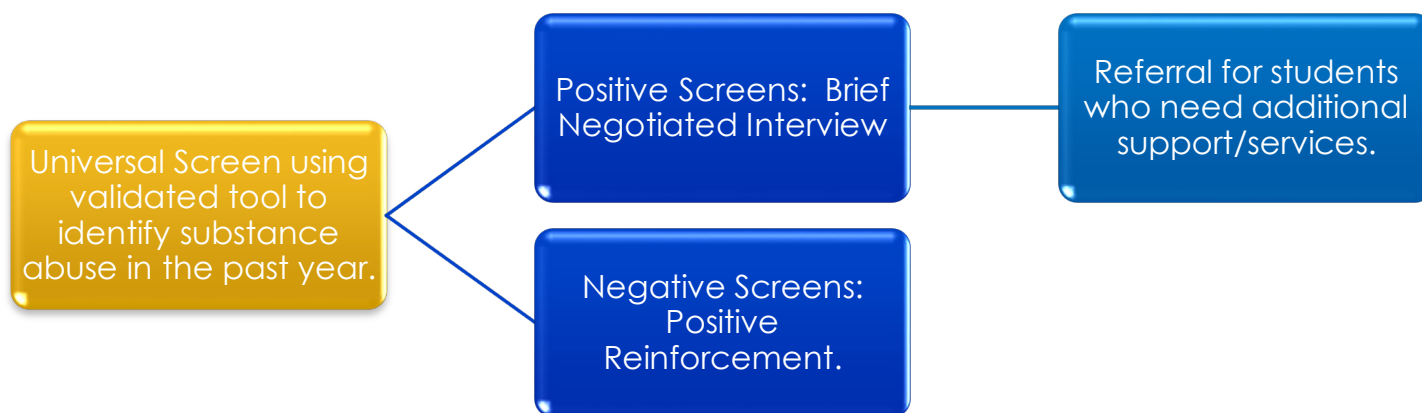 Universal Screen using
validated tool to
identify substance
abuse in the past year.
Positive Screens:  Brief
Negotiated Interview
Referral for students
who need additional
support/services.
Negative Screens:
Positive
Reinforcement.